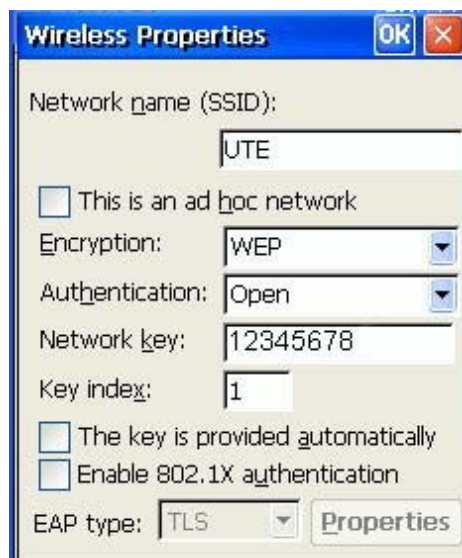 Wireless Properties OK
Network name (SSID):
UTE
This is an ad hoc network
Encryption: WEP
Authentication: Open
Network key: 12345678
Key index: 1
The key is provided automatically
Enable 802.1X authentication
EAP type: TLS Properties